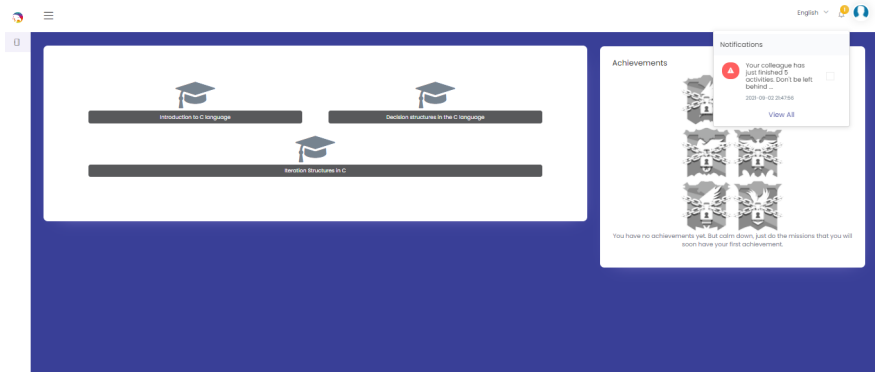 English
1
Notifications
Your colleague has
just finished 5
activities. Don't be left
behind ...
2021-09-02 21:47:56
View All
Introduction to C language
Decision structures in the C language
Iteration Structures in C
Achievements
You have no achievements yet. But calm down, just do the missions that you will
soon have your first achievement.